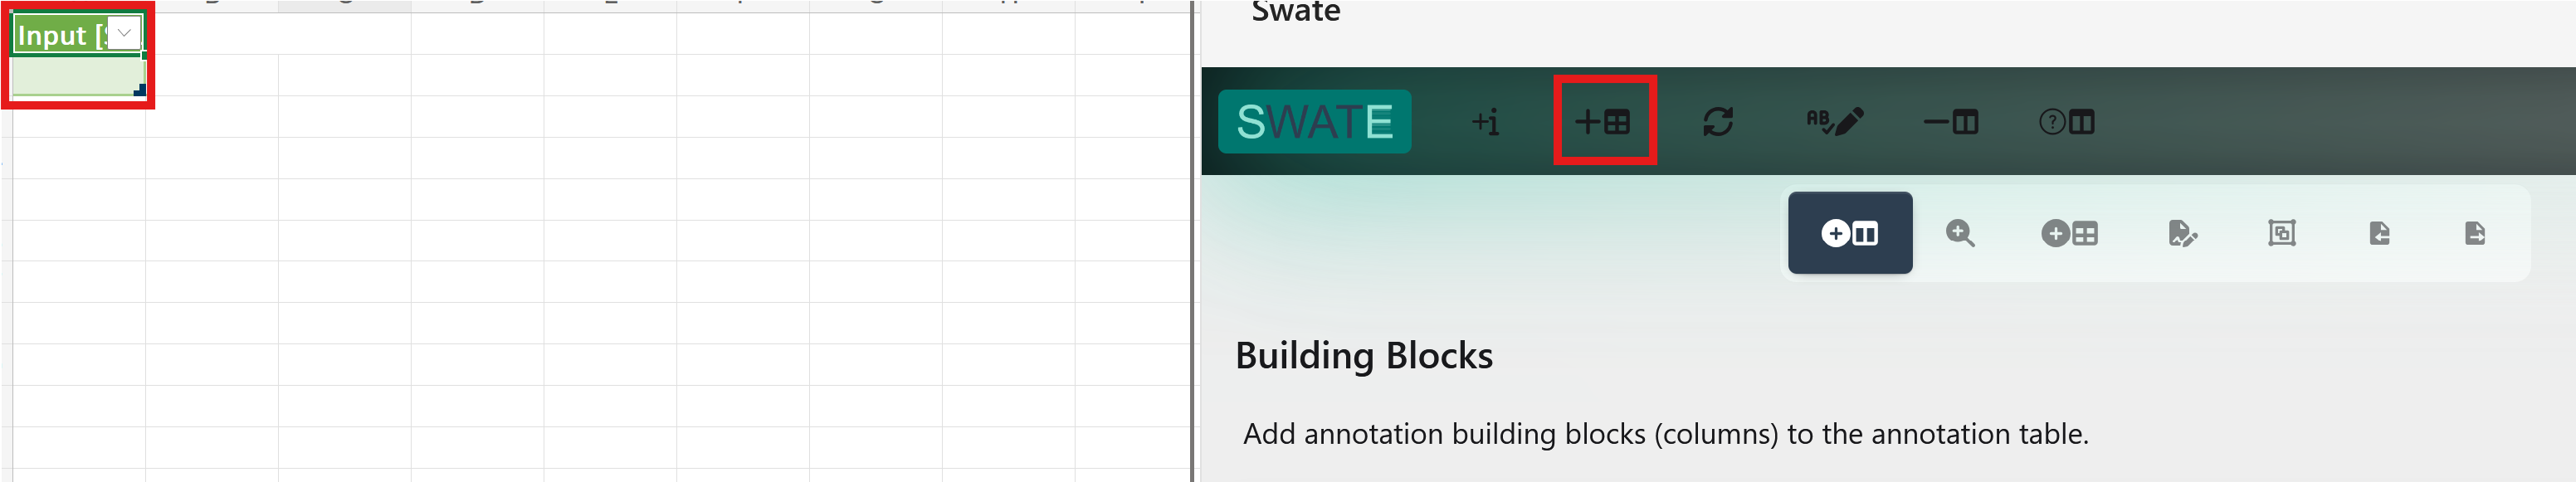 Input [
Swate
SWATE
+i
AB
?
Building Blocks
Add annotation building blocks (columns) to the annotation table.